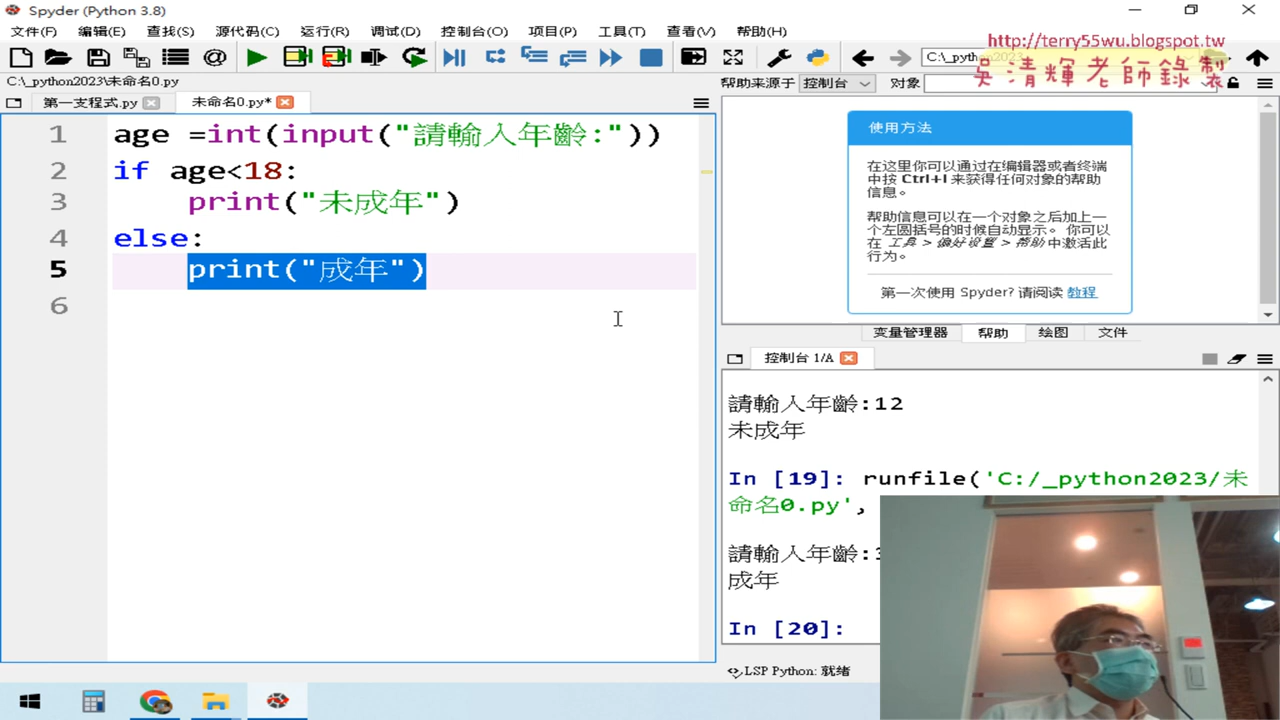 Spyder (Python 3.8)
文件(F) 编辑(E) 查找(S) 源代码(C) 运行(R) 调试(D) 控制台(O) 项目(P) 工具(T) 查看(V) 帮助(H)
http://terry55wu.blogspot.tw
吳清輝老師錄製
C:\_pyth
C:\_python2023\未命名0.py
帮助来源于 控制台 对象
第一支程式.py 未命名0.py*
1 age =int(input("請輸入年齡:"))
2 if age<18:
3 print("未成年")
4 else:
5 print("成年")
6
使用方法
在这里你可以通过在编辑器或者终端
中按 Ctrl+I 来获得任何对象的帮助
信息。
帮助信息可以在一个对象之后加上一
个左圆括号的时候自动显示。 你可以
在 工具 > 偏好设置 > 帮助 中激活此
行为。
第一次使用 Spyder? 请阅读 教程
变量管理器 帮助 绘图 文件
控制台 1/A
請輸入年齡:12
未成年
In [19]: runfile('C:/_python2023/未
命名0.py',
請輸入年齡:
成年
In [20]:
LSP Python: 就绪